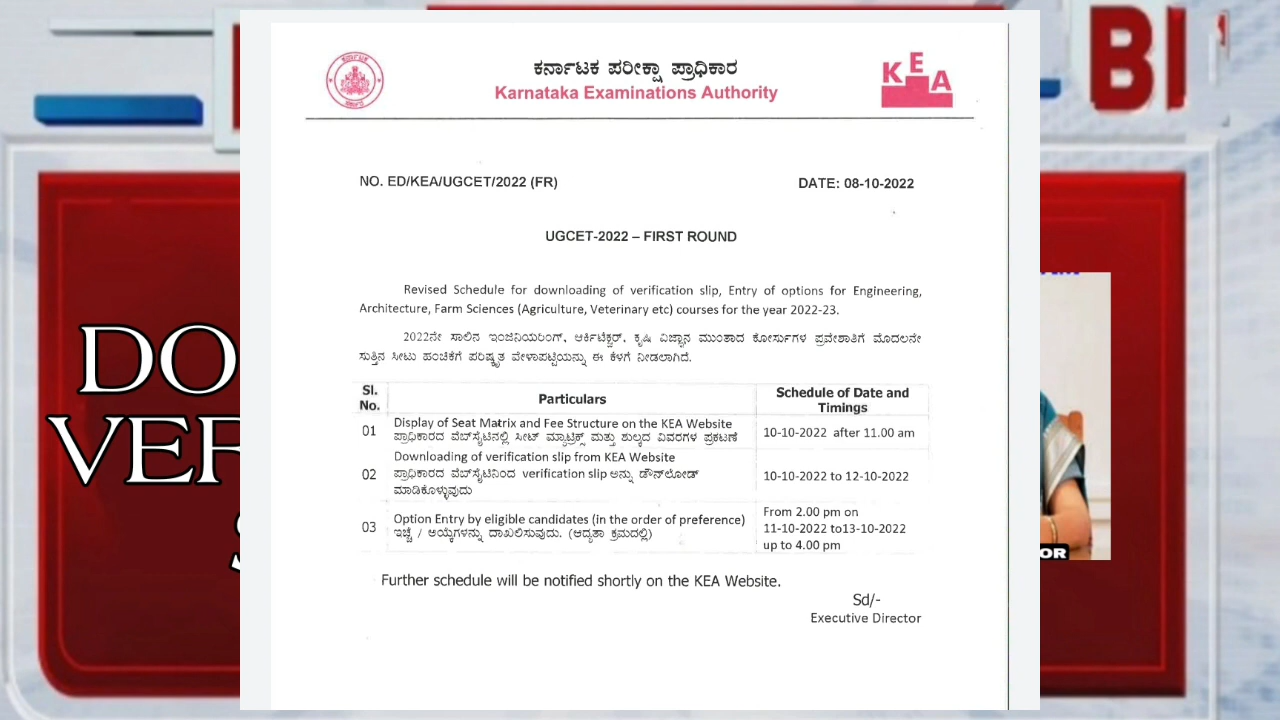 BI
ಕರ್ನಾಟಕ ಪರೀಕ್ಷಾ ಪ್ರಾಧಿಕಾರ
Karnataka Examinations Authority
KEA
NO. ED/KEA/UGCET/2022 (FR)
DATE: 08-10-2022
UGCET-2022 – FIRST ROUND
Revised Schedule for downloading of verification slip, Entry of options for Engineering,
Architecture, Farm Sciences (Agriculture, Veterinary etc) courses for the year 2022-23.
2022ನೇ ಸಾಲಿನ ಇಂಜಿನಿಯರಿಂಗ್, ಆರ್ಕಿಟೆಕ್ಚರ್, ಕೃಷಿ ವಿಜ್ಞಾನ ಮುಂತಾದ ಕೋರ್ಸುಗಳ ಪ್ರವೇಶಾತಿಗೆ ಮೊದಲನೇ
ಸುತ್ತಿನ ಸೀಟು ಹಂಚಿಕೆಗೆ ಪರಿಷ್ಕೃತ ವೇಳಾಪಟ್ಟಿಯನ್ನು ಈ ಕೆಳಗೆ ನೀಡಲಾಗಿದೆ.
Sl. No.
Particulars
Schedule of Date and Timings
01
Display of Seat Matrix and Fee Structure on the KEA Website
ಪ್ರಾಧಿಕಾರದ ವೆಬ್‌ಸೈಟಿನಲ್ಲಿ ಸೀಟ್ ಮ್ಯಾಟ್ರಿಕ್ಸ್ ಮತ್ತು ಶುಲ್ಕದ ವಿವರಗಳ ಪ್ರಕಟಣೆ
10-10-2022 after 11.00 am
02
Downloading of verification slip from KEA Website
ಪ್ರಾಧಿಕಾರದ ವೆಬ್‌ಸೈಟಿನಿಂದ verification slip ಅನ್ನು ಡೌನ್‌ಲೋಡ್
ಮಾಡಿಕೊಳ್ಳುವುದು
10-10-2022 to 12-10-2022
03
Option Entry by eligible candidates (in the order of preference)
ಇಚ್ಛೆ / ಆಯ್ಕೆಗಳನ್ನು ದಾಖಲಿಸುವುದು. (ಆದ್ಯತಾ ಕ್ರಮದಲ್ಲಿ)
From 2.00 pm on
11-10-2022 to13-10-2022
up to 4.00 pm
Further schedule will be notified shortly on the KEA Website.
Sd/-
Executive Director
DO
VER
OR